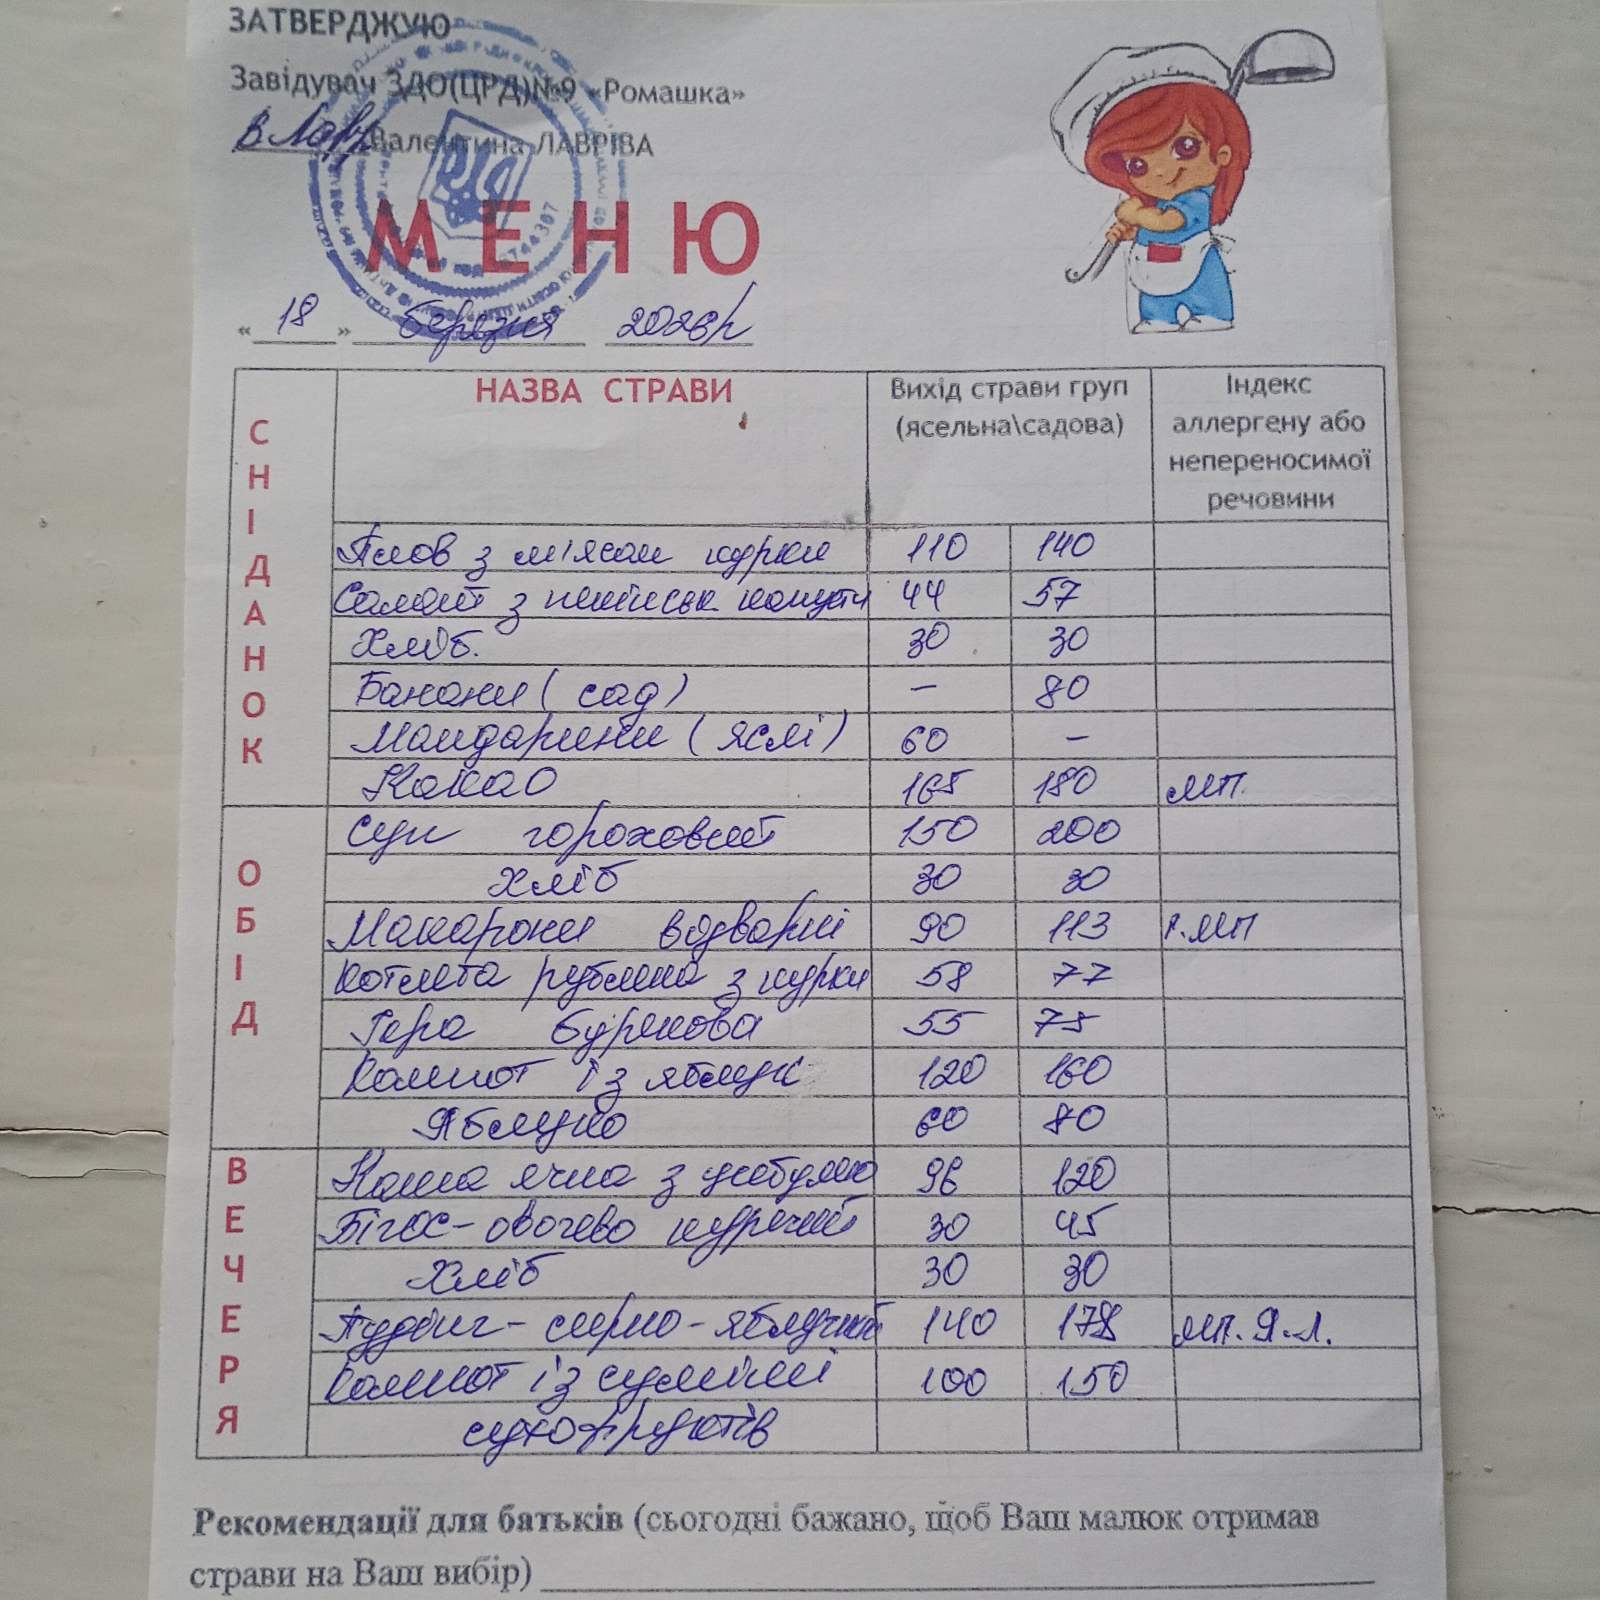 ЗАТВЕРДЖУЮ
Завідувач ЗДО(ЦРД)№9 «Ромашка»
В Лавр Валентина ЛАВРІВА
МЕНЮ
« 18 » березня 2026р
НАЗВА СТРАВИ Вихід страви груп (ясельна\садова) Індекс аллергену або непереносимої речовини
СНІДАНОК
Плов з м'ясом курки 110 140
Салат з пекінськ капусти 44 57
Хліб. 30 30
Банани (сад) – 80
Мандарини (яслі) 60 –
Какао 165 180 МП.
ОБІД
Суп гороховий 150 200
Хліб 30 30
Макарони відварні 90 113 МП
Котлета рублена з курки 58 77
Ікра бурякова 55 75
Компот із яблук 120 160
Яблуко 60 80
ВЕЧЕРЯ
Каша ячна з цибулею 96 120
Бігос-овочево курячий 30 45
Хліб 30 30
Пудинг-сирно-яблучний 140 178 МП. Я.Л.
Компот із суміші 100 150
сухофруктів
Рекомендації для батьків (сьогодні бажано, щоб Ваш малюк отримав
страви на Ваш вибір)